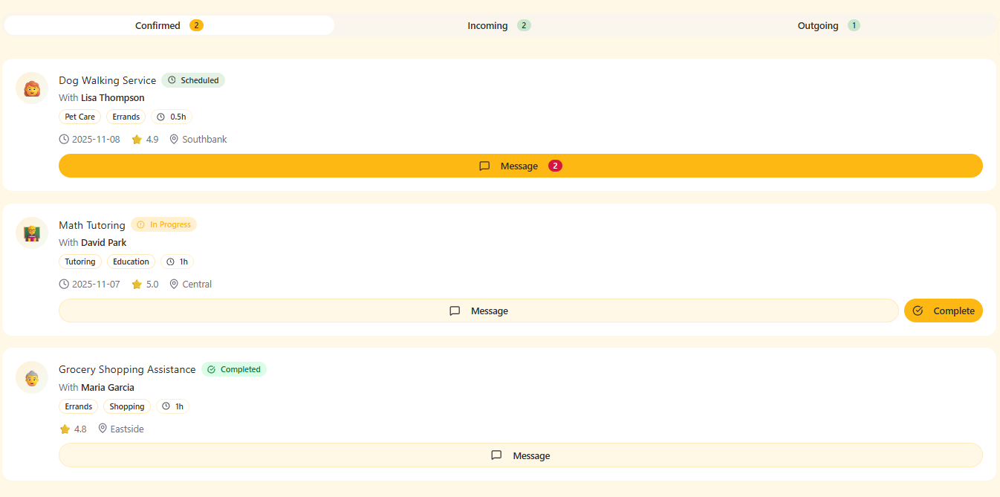 Confirmed 2 Incoming 2 Outgoing 1
Dog Walking Service Scheduled
With Lisa Thompson
Pet Care Errands 0.5h
2025-11-08 4.9 Southbank
Message 2
Math Tutoring In Progress
With David Park
Tutoring Education 1h
2025-11-07 5.0 Central
Message Complete
Grocery Shopping Assistance Completed
With Maria Garcia
Errands Shopping 1h
4.8 Eastside
Message